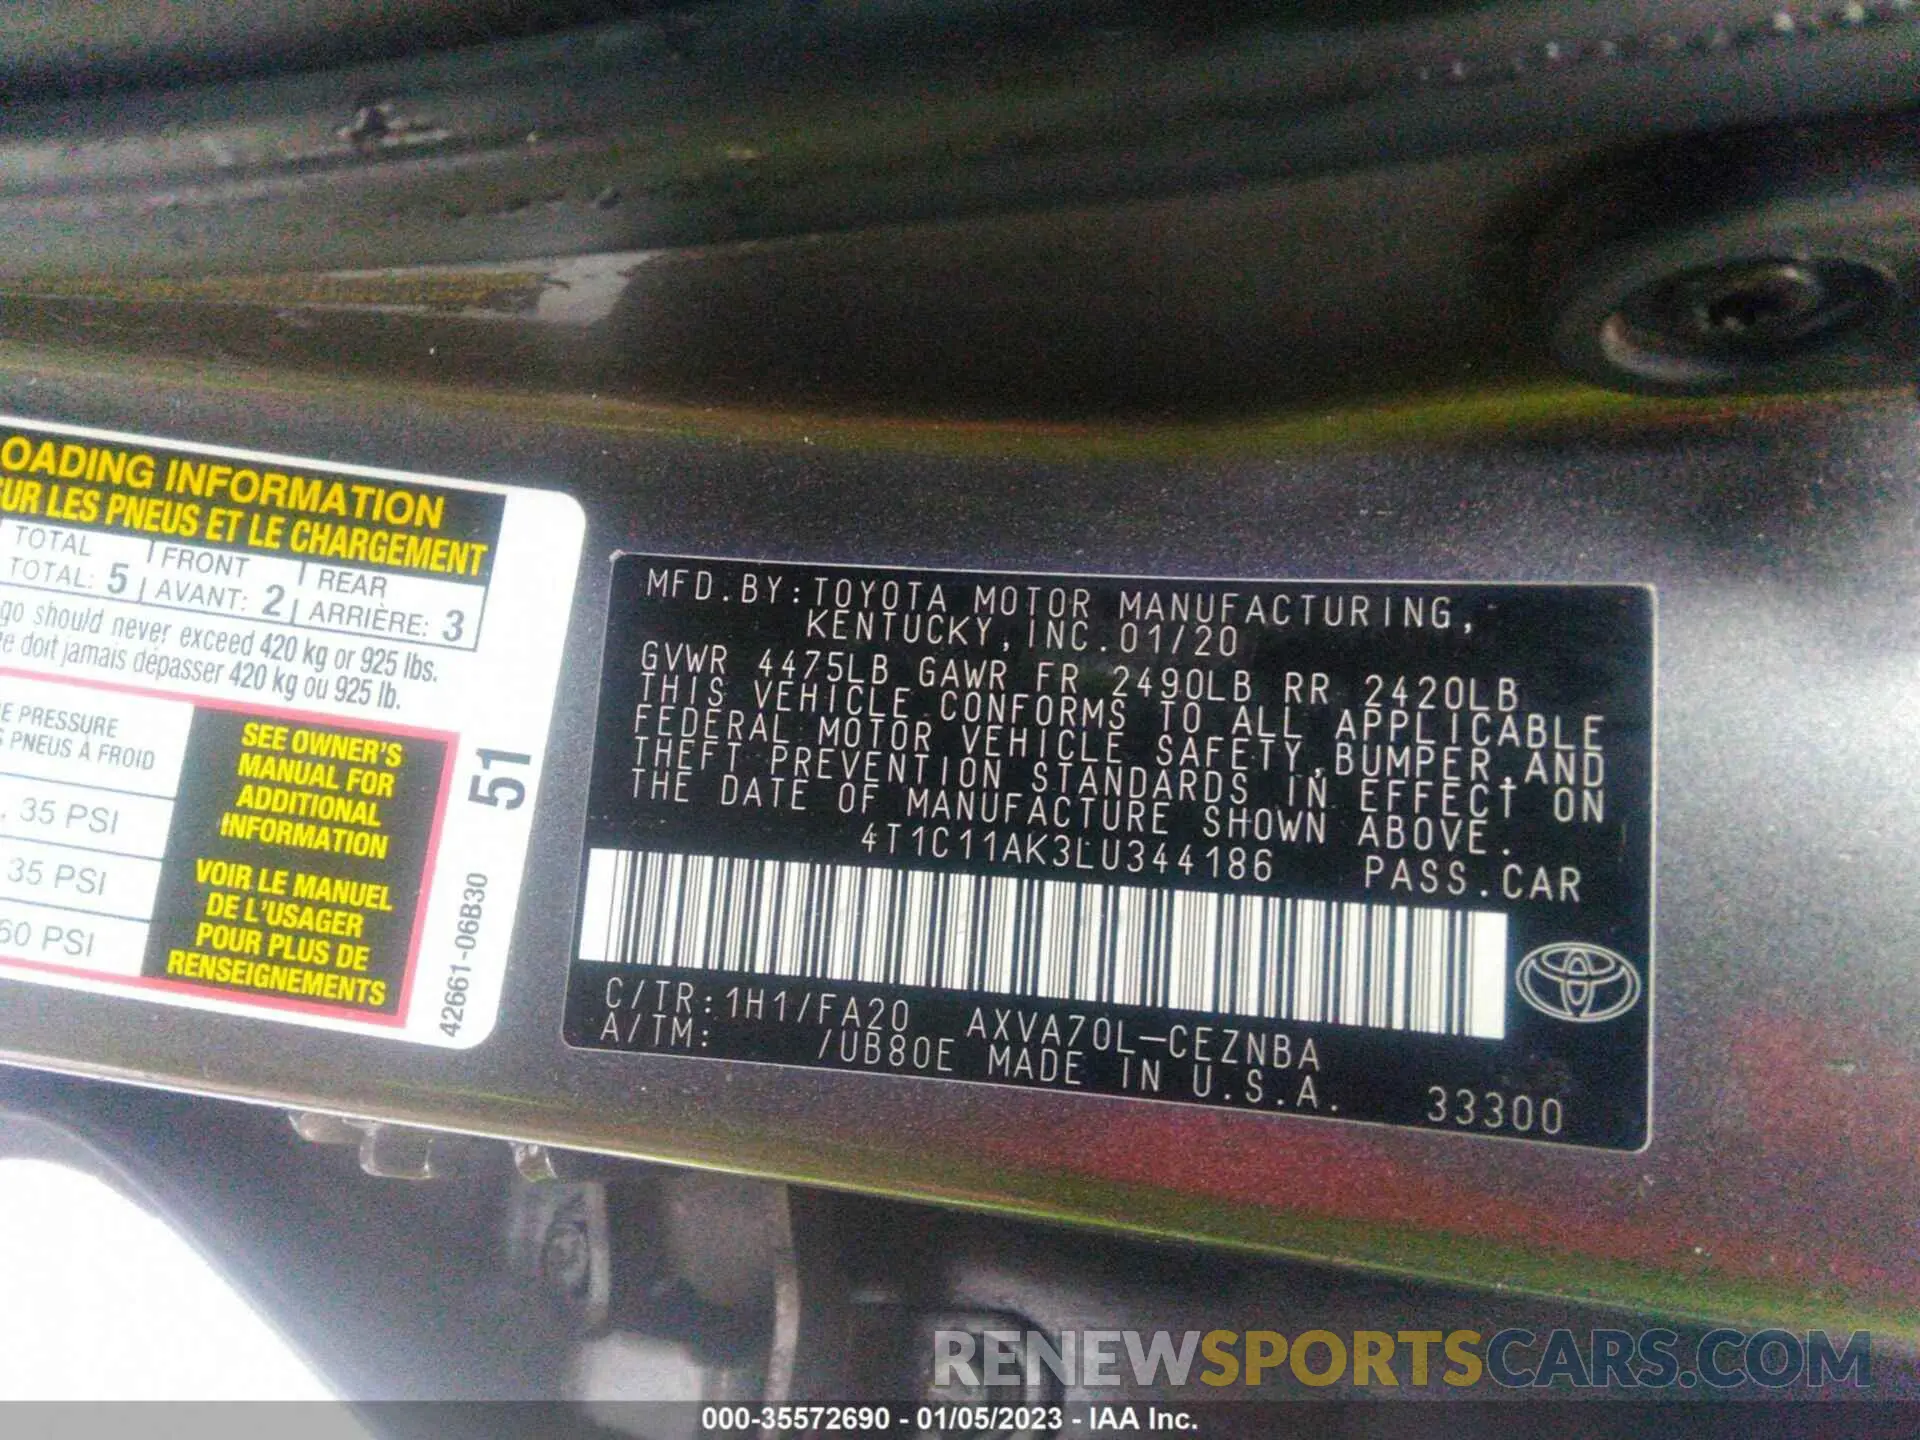 OADING INFORMATION
SUR LES PNEUS ET LE CHARGEMENT
TOTAL FRONT REAR
TOTAL: 5 AVANT: 2 ARRIÈRE: 3
go should never exceed 420 kg or 925 lbs.
e doit jamais dépasser 420 kg ou 925 lb.
E PRESSURE
S PNEUS À FROID
, 35 PSI
35 PSI
60 PSI
SEE OWNER'S
MANUAL FOR
ADDITIONAL
INFORMATION
VOIR LE MANUEL
DE L'USAGER
POUR PLUS DE
RENSEIGNEMENTS
42661-06B30
51
MFD.BY:TOYOTA MOTOR MANUFACTURING,
KENTUCKY,INC.01/20
GVWR 4475LB GAWR FR 2490LB RR 2420LB
THIS VEHICLE CONFORMS TO ALL APPLICABLE
FEDERAL MOTOR VEHICLE SAFETY,BUMPER,AND
THEFT PREVENTION STANDARDS IN EFFECT ON
THE DATE OF MANUFACTURE SHOWN ABOVE.
4T1C11AK3LU344186 PASS.CAR
C/TR:1H1/FA20 AXVA70L-CEZNBA
A/TM: /UB80E MADE IN U.S.A.
33300
RENEWSPORTSCARS.COM
000-35572690 - 01/05/2023 - IAA Inc.